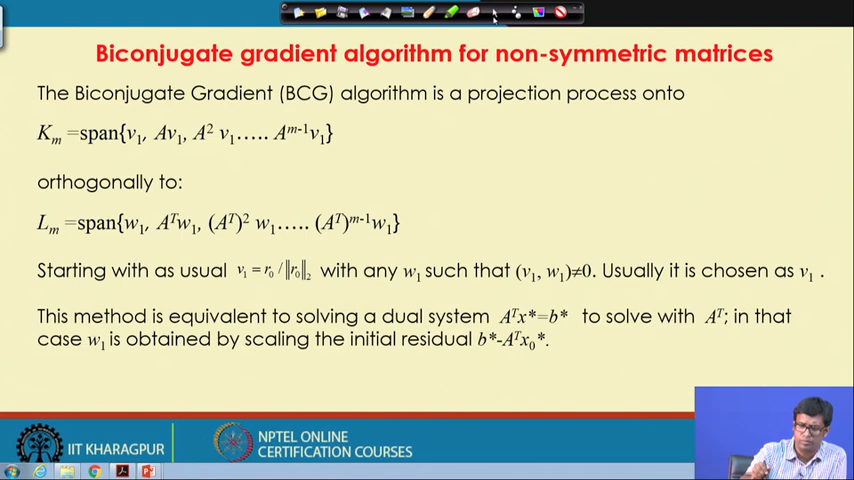 Biconjugate gradient algorithm for non-symmetric matrices
The Biconjugate Gradient (BCG) algorithm is a projection process onto
Kₘ =span{v₁, Av₁, A² v₁….. Aᵐ⁻¹v₁}
orthogonally to:
Lₘ =span{w₁, Aᵀw₁, (Aᵀ)² w₁….. (Aᵀ)ᵐ⁻¹w₁}
Starting with as usual v₁ = r₀ / ||r₀||₂ with any w₁ such that (v₁, w₁)≠0. Usually it is chosen as v₁ .
This method is equivalent to solving a dual system Aᵀx*=b* to solve with Aᵀ; in that
case w₁ is obtained by scaling the initial residual b*-Aᵀx₀*.
IIT KHARAGPUR
NPTEL ONLINE
CERTIFICATION COURSES